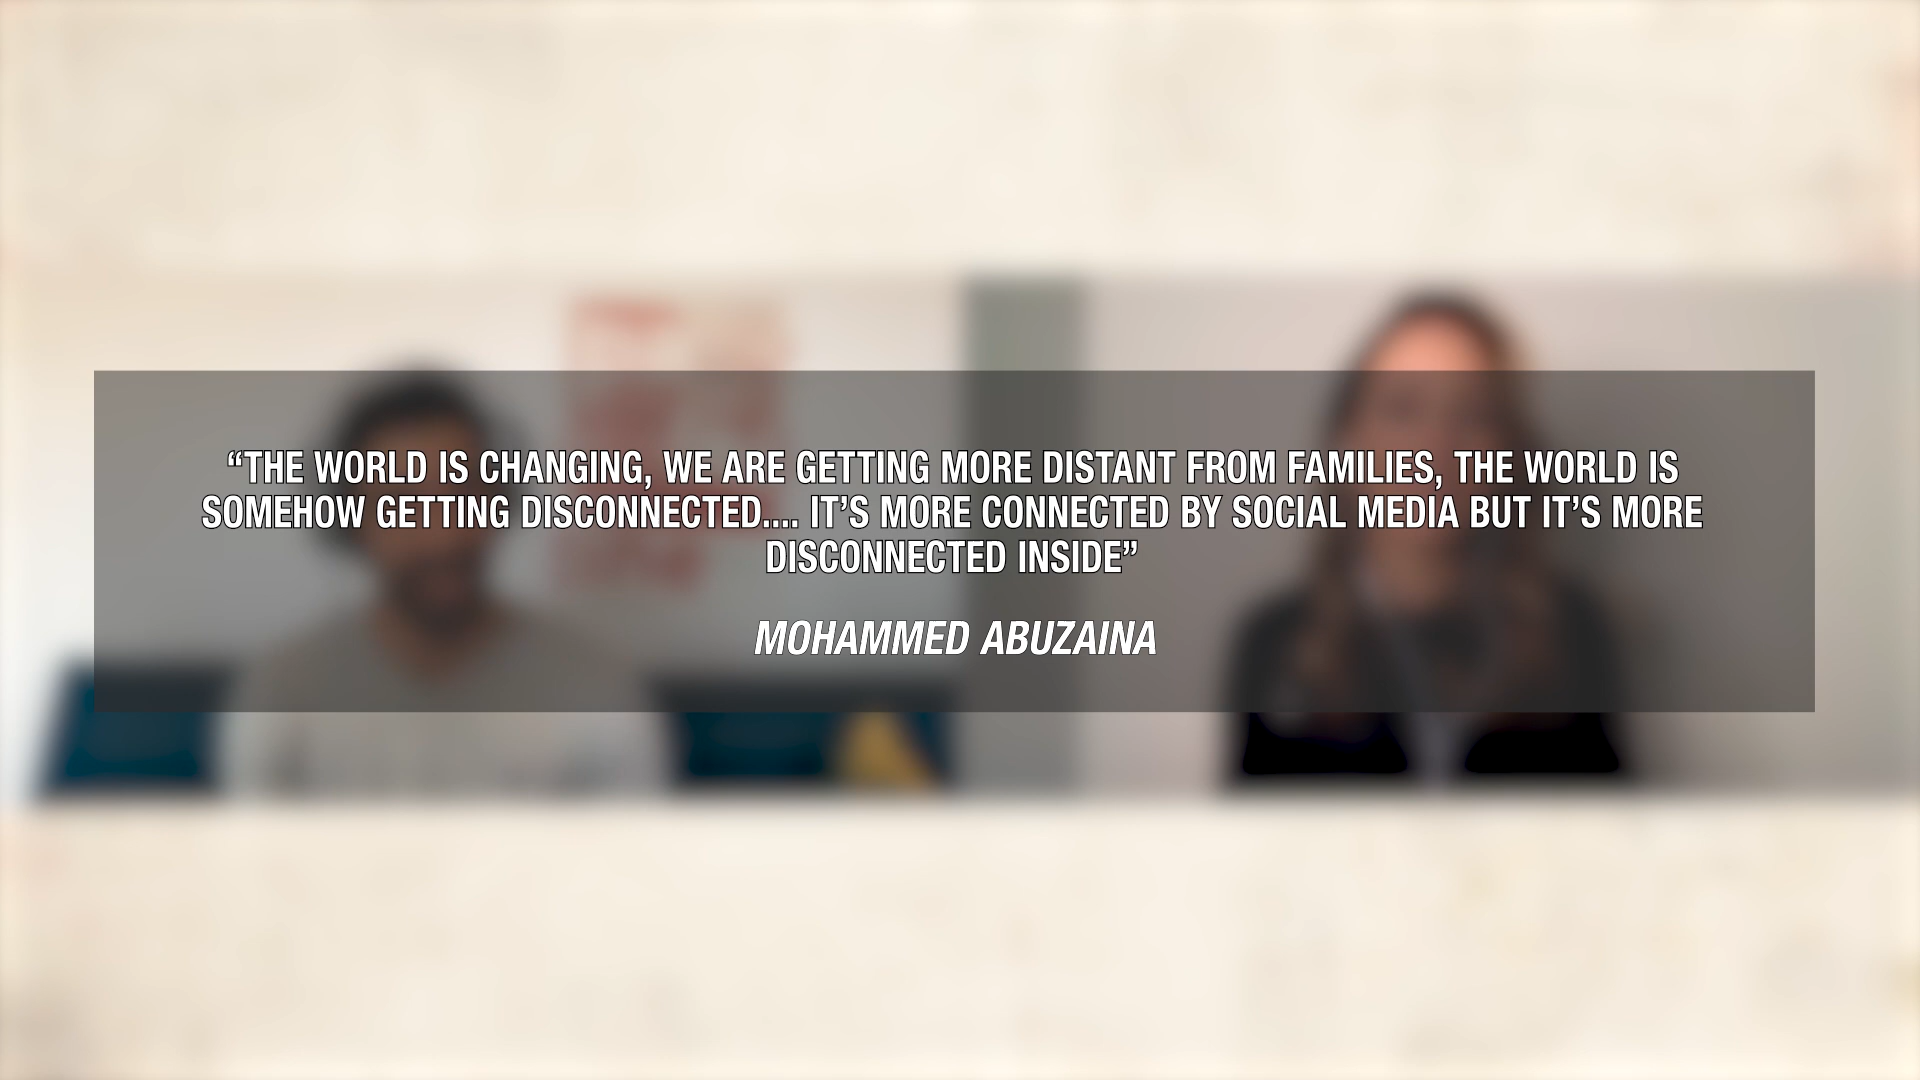 “THE WORLD IS CHANGING, WE ARE GETTING MORE DISTANT FROM FAMILIES, THE WORLD IS
SOMEHOW GETTING DISCONNECTED.... IT’S MORE CONNECTED BY SOCIAL MEDIA BUT IT’S MORE
DISCONNECTED INSIDE”
MOHAMMED ABUZAINA